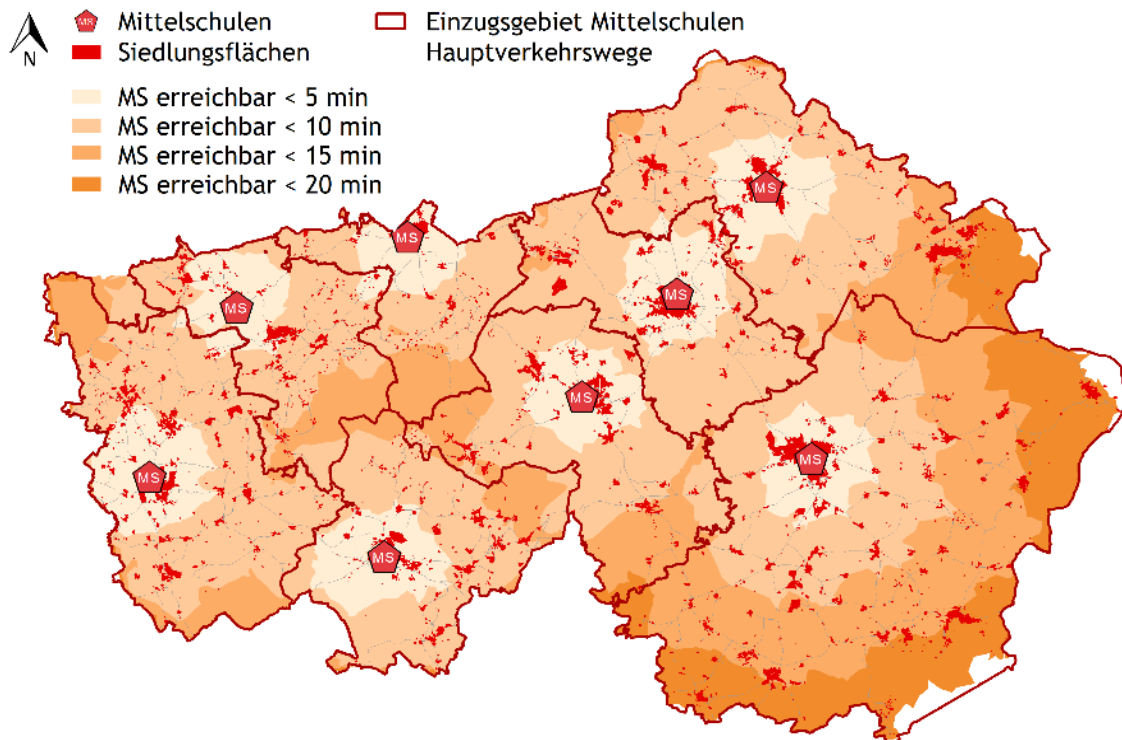 MS Mittelschulen
Einzugsgebiet Mittelschulen
Siedlungsflächen
Hauptverkehrswege
N
MS erreichbar < 5 min
MS erreichbar < 10 min
MS erreichbar < 15 min
MS erreichbar < 20 min
MS
MS
MS
MS
MS
MS
MS
MS